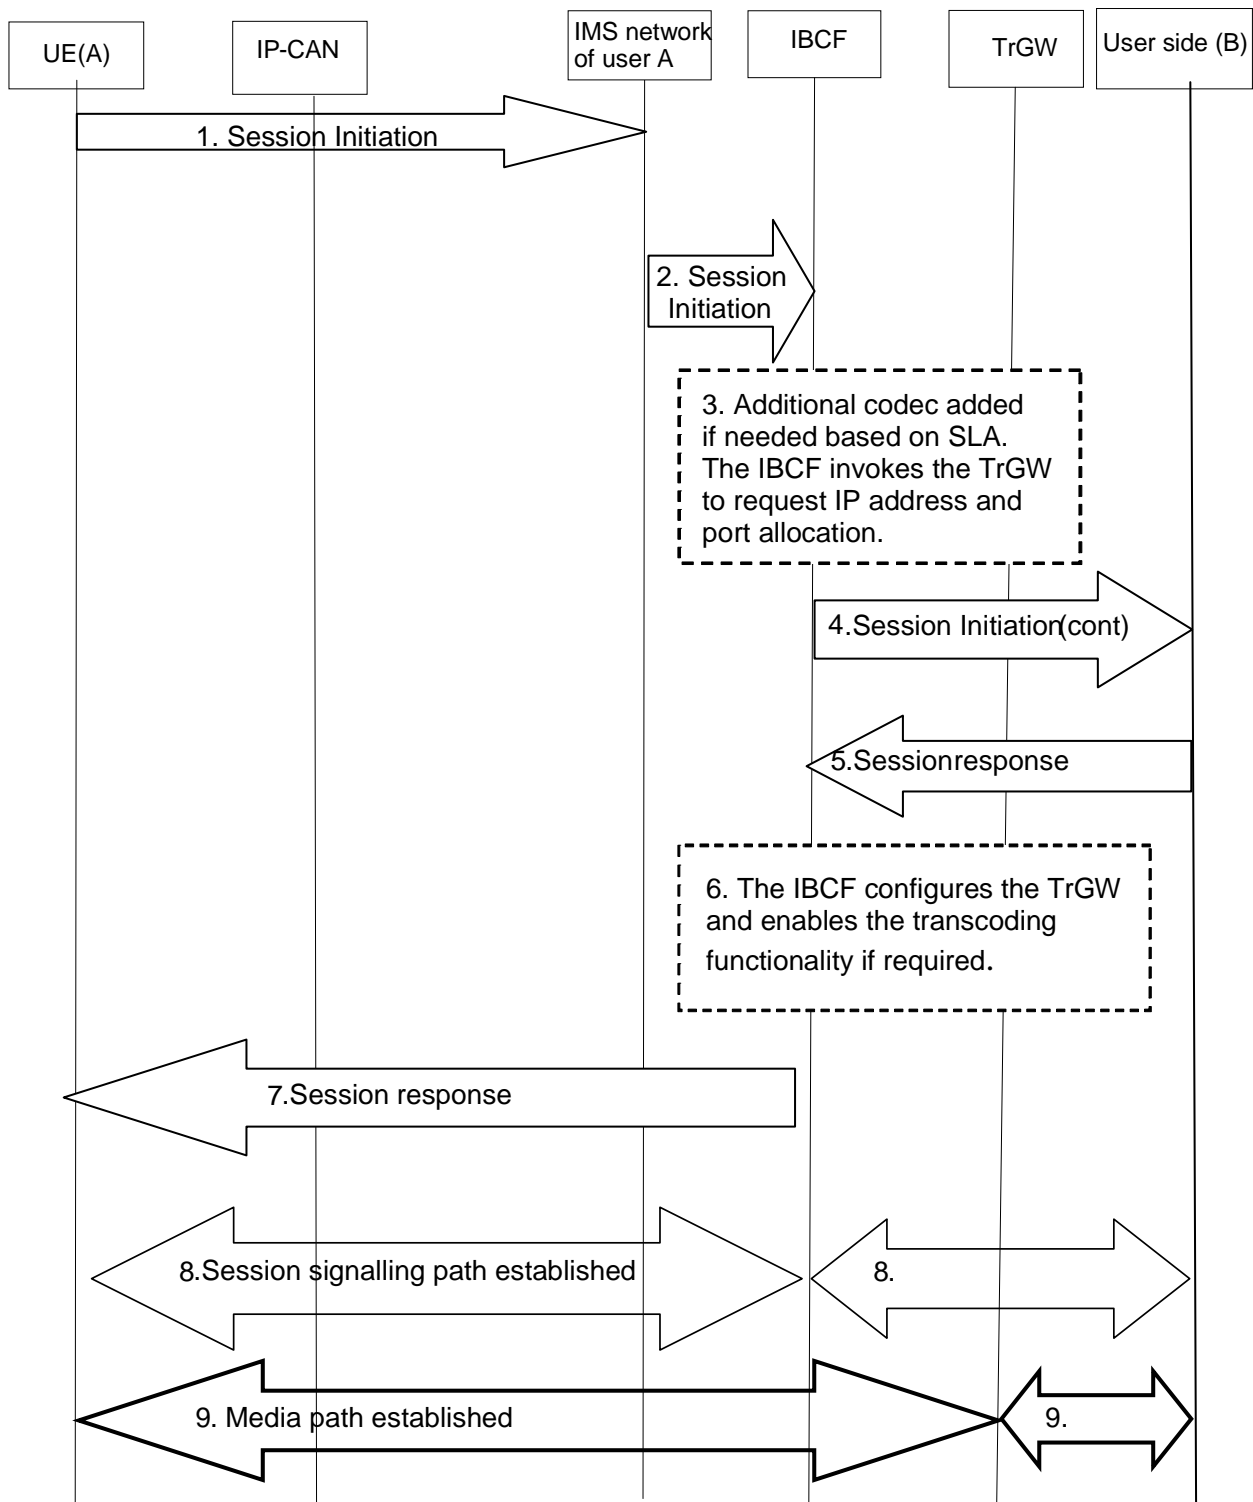 UE(A)
IP-CAN
IMS network
of user A
IBCF
TrGW
User side (B)
1. Session Initiation
2. Session
Initiation
3. Additional codec added
if needed based on SLA.
The IBCF invokes the TrGW
to request IP address and
port allocation.
4.Session Initiation(cont)
5.Sessionresponse
6. The IBCF configures the TrGW
and enables the transcoding
functionality if required.
7.Session response
8.Session signalling path established
8.
9. Media path established
9.